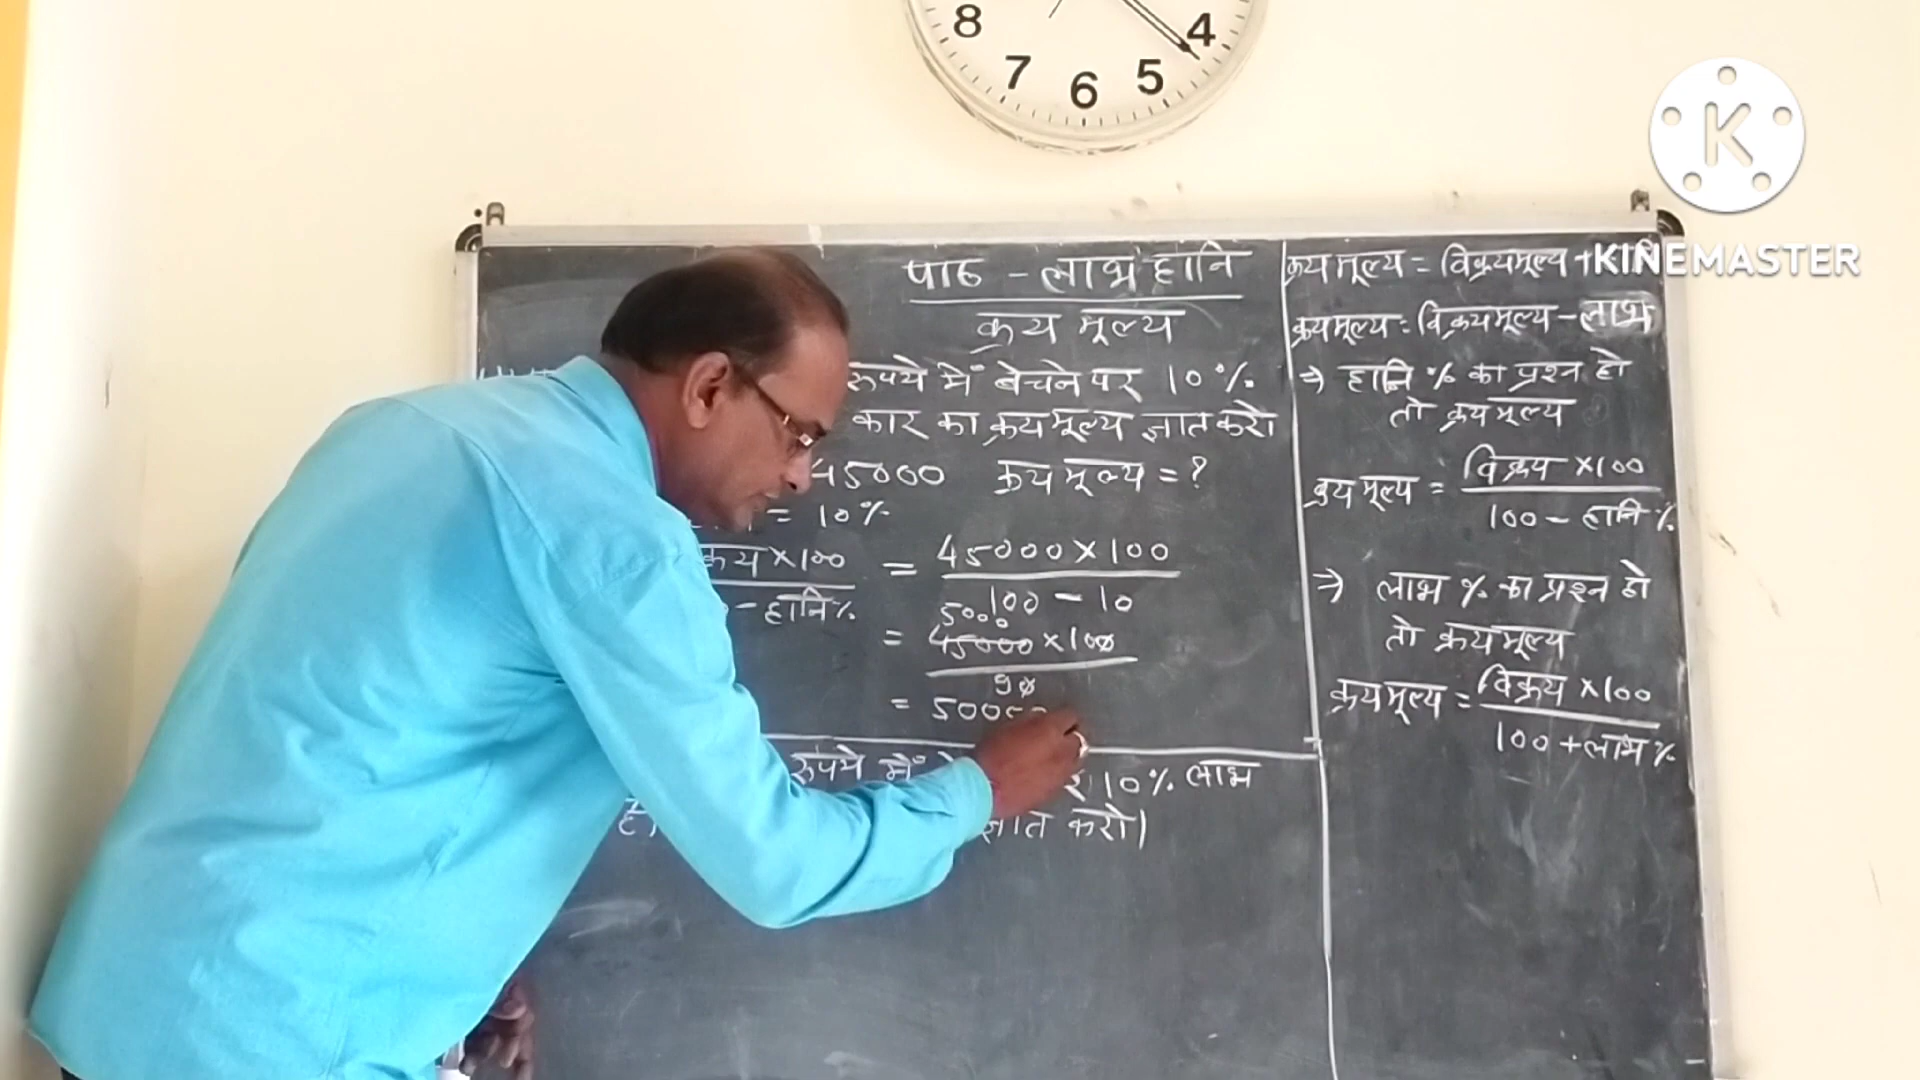 8 7 6 5 4
K
KINEMASTER
पाठ - लाभ हानि
क्रय मूल्य
रुपये में बेचने पर 10%
कार का क्रयमूल्य ज्ञात करो
45000 क्रय मूल्य = ?
= 10%
क्रय × 100 = 45000 × 100
- हानि% 100 - 10
5000
= 45000 × 100
90
= 500
रुपये में 10% लाभ
है। ज्ञात करो।
क्रयमूल्य = विक्रयमूल्य +
क्रयमूल्य = विक्रयमूल्य - लाभ
⇒ हानि % का प्रश्न हो
तो क्रयमूल्य
क्रयमूल्य = विक्रय × 100
100 - हानि %
⇒ लाभ % का प्रश्न हो
तो क्रयमूल्य
क्रयमूल्य = विक्रय × 100
100 + लाभ %